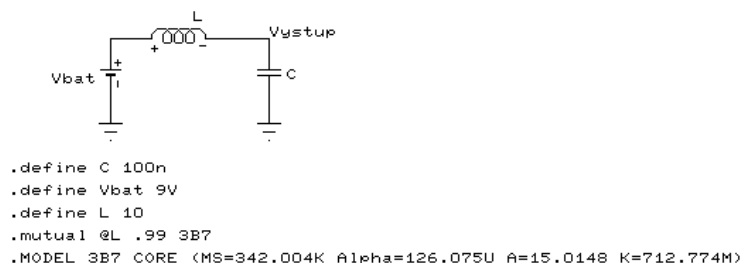 L
Vystup
+ -
+
Vbat
-
C
.define C 100n
.define Vbat 9V
.define L 10
.mutual @L .99 3B7
.MODEL 3B7 CORE (MS=342.004K Alpha=126.075U A=15.0148 K=712.774M)